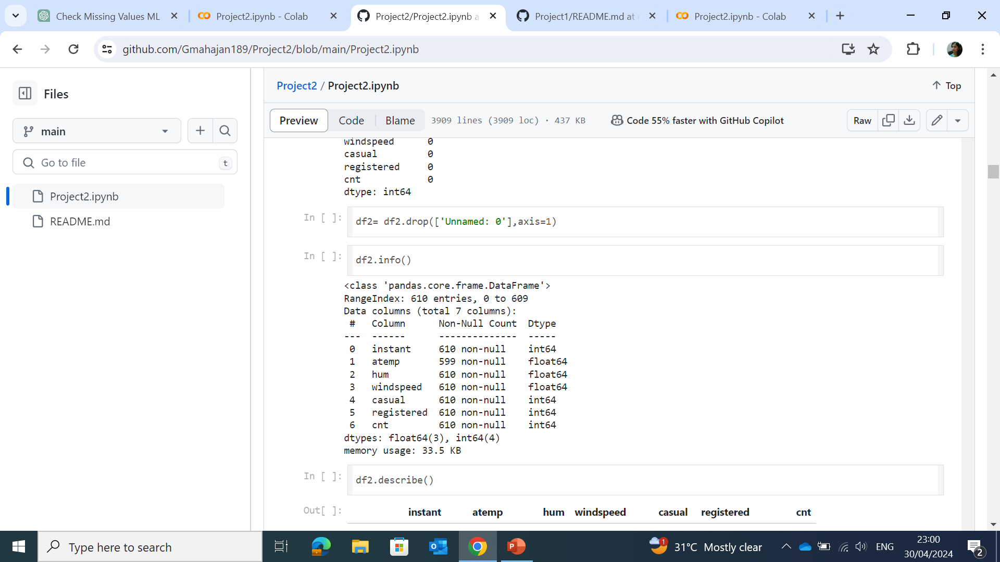 Check Missing Values ML
Project2.ipynb - Colab
Project2/Project2.ipynb a
Project1/README.md at
Project2.ipynb - Colab
github.com/Gmahajan189/Project2/blob/main/Project2.ipynb
Files
main
Go to file
t
Project2.ipynb
README.md
Project2 / Project2.ipynb
Top
Preview
Code
Blame
3909 lines (3909 loc) · 437 KB
Code 55% faster with GitHub Copilot
Raw
windspeed 0
casual 0
registered 0
cnt 0
dtype: int64
In [ ]: df2= df2.drop(['Unnamed: 0'],axis=1)
In [ ]: df2.info()
<class 'pandas.core.frame.DataFrame'>
RangeIndex: 610 entries, 0 to 609
Data columns (total 7 columns):
# Column Non-Null Count Dtype
--- ------ -------------- -----
0 instant 610 non-null int64
1 atemp 599 non-null float64
2 hum 610 non-null float64
3 windspeed 610 non-null float64
4 casual 610 non-null int64
5 registered 610 non-null int64
6 cnt 610 non-null int64
dtypes: float64(3), int64(4)
memory usage: 33.5 KB
In [ ]: df2.describe()
Out[ ]: instant atemp hum windspeed casual registered cnt
Type here to search
1
31°C Mostly clear
ENG
23:00
30/04/2024
2